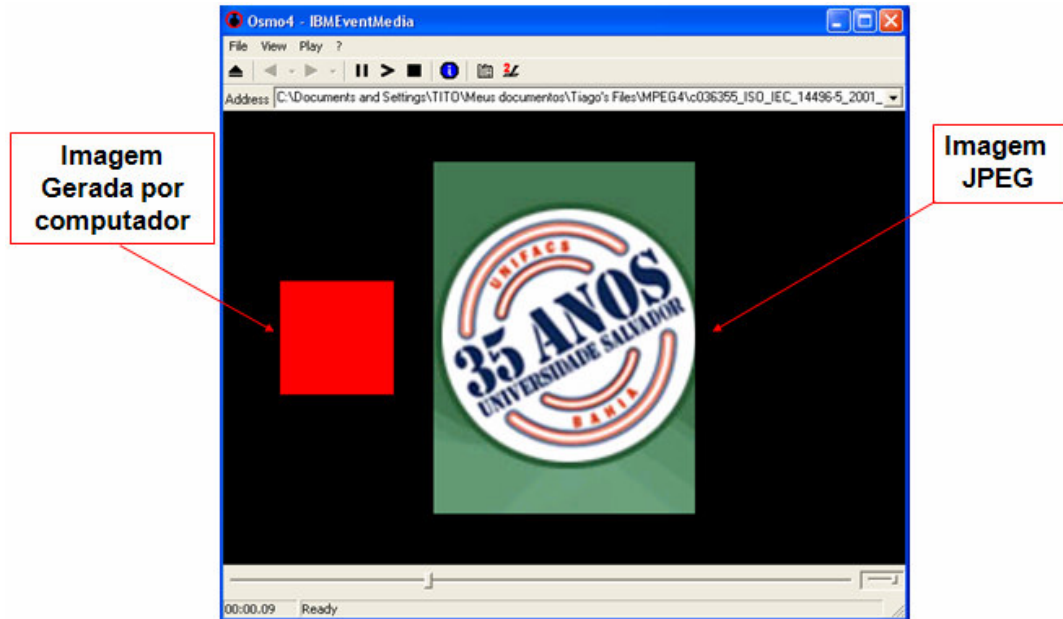 Osmo4 - IBMEventMedia
File View Play ?
Address C:\Documents and Settings\TITO\Meus documentos\Tiago's Files\MPEG4\c036355_ISO_IEC_14496-5_2001_
Imagem
Gerada por
computador
Imagem
JPEG
UNIFACS
35 ANOS
UNIVERSIDADE SALVADOR
BAHIA
00:00.09 Ready